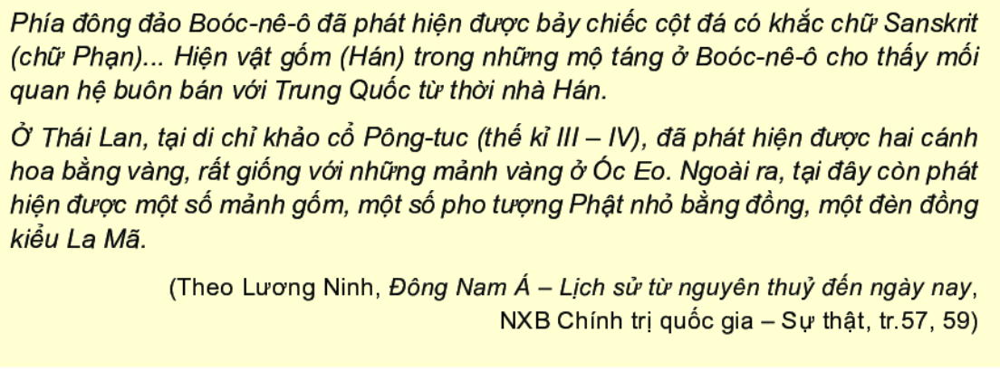 Phía đông đảo Boóc-nê-ô đã phát hiện được bảy chiếc cột đá có khắc chữ Sanskrit
(chữ Phạn)... Hiện vật gốm (Hán) trong những mộ táng ở Boóc-nê-ô cho thấy mối
quan hệ buôn bán với Trung Quốc từ thời nhà Hán.
Ở Thái Lan, tại di chỉ khảo cổ Pông-tuc (thế kỉ III – IV), đã phát hiện được hai cánh
hoa bằng vàng, rất giống với những mảnh vàng ở Óc Eo. Ngoài ra, tại đây còn phát
hiện được một số mảnh gốm, một số pho tượng Phật nhỏ bằng đồng, một đèn đồng
kiểu La Mã.
(Theo Lương Ninh, Đông Nam Á – Lịch sử từ nguyên thuỷ đến ngày nay,
NXB Chính trị quốc gia – Sự thật, tr.57, 59)